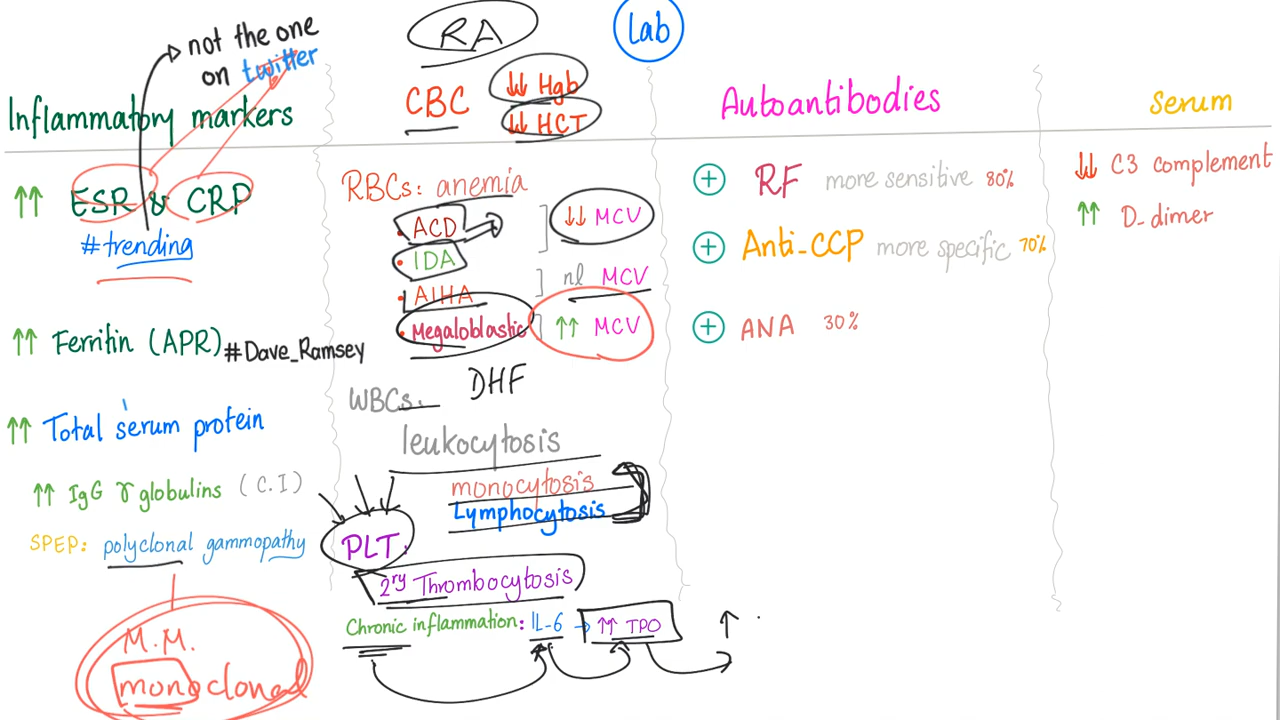 not the one
on twitter
RA
Lab
Inflammatory markers
CBC
↓↓ Hgb
↓↓ HCT
Autoantibodies
Serum
↑↑ ESR & CRP
#trending
↑↑ Ferritin (APR) #Dave_Ramsey
↑↑ Total serum protein
↑↑ IgG γ globulins (C.I)
SPEP: polyclonal gammopathy
M.M.
monoclonal
RBCs: anemia
• ACD
• IDA
↓↓ MCV
• AIHA
nl MCV
• Megaloblastic
↑↑ MCV
DHF
WBCs:
leukocytosis
monocytosis
Lymphocytosis
PLT:
2ry Thrombocytosis
Chronic inflammation: IL-6 → ↑↑ TPO
↑
+ RF more sensitive 80%
+ Anti-CCP more specific 70%
+ ANA 30%
↓↓ C3 complement
↑↑ D-dimer